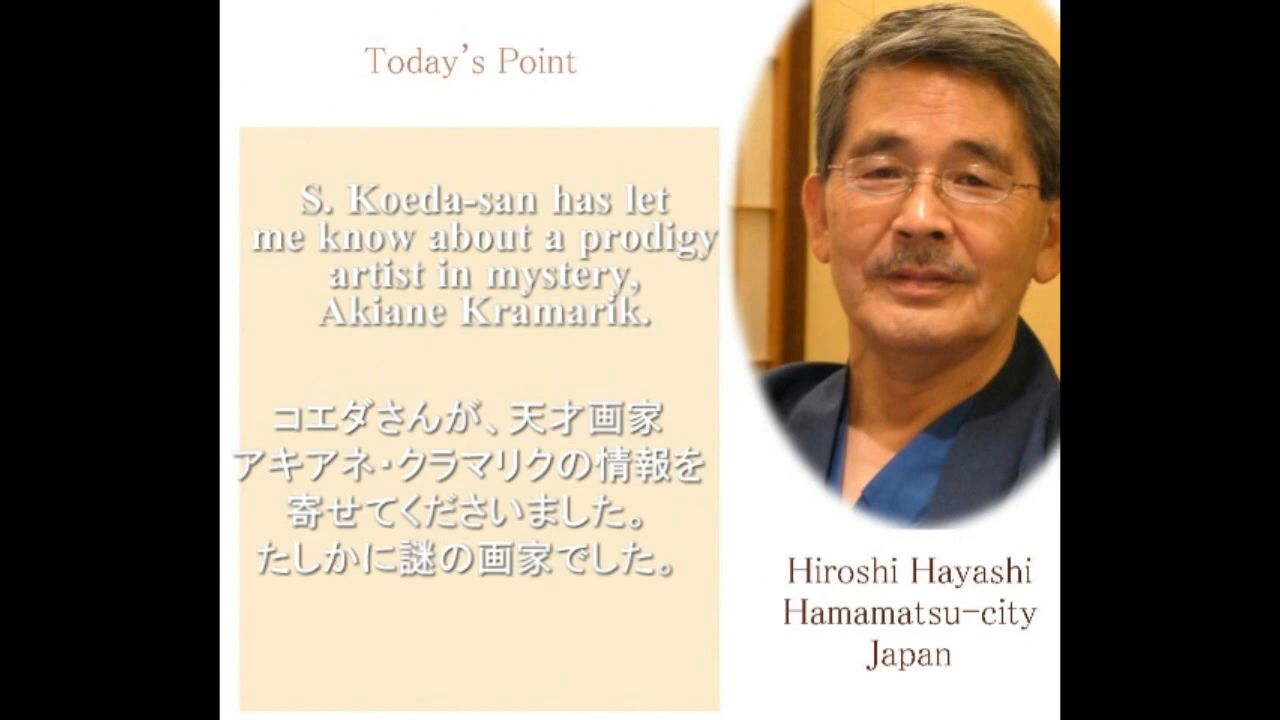 Today's Point
S. Koeda-san has let
me know about a prodigy
artist in mystery,
Akiane Kramarik.
コエダさんが、天才画家
アキアネ・クラマリクの情報を
寄せてくださいました。
たしかに謎の画家でした。
Hiroshi Hayashi
Hamamatsu-city
Japan